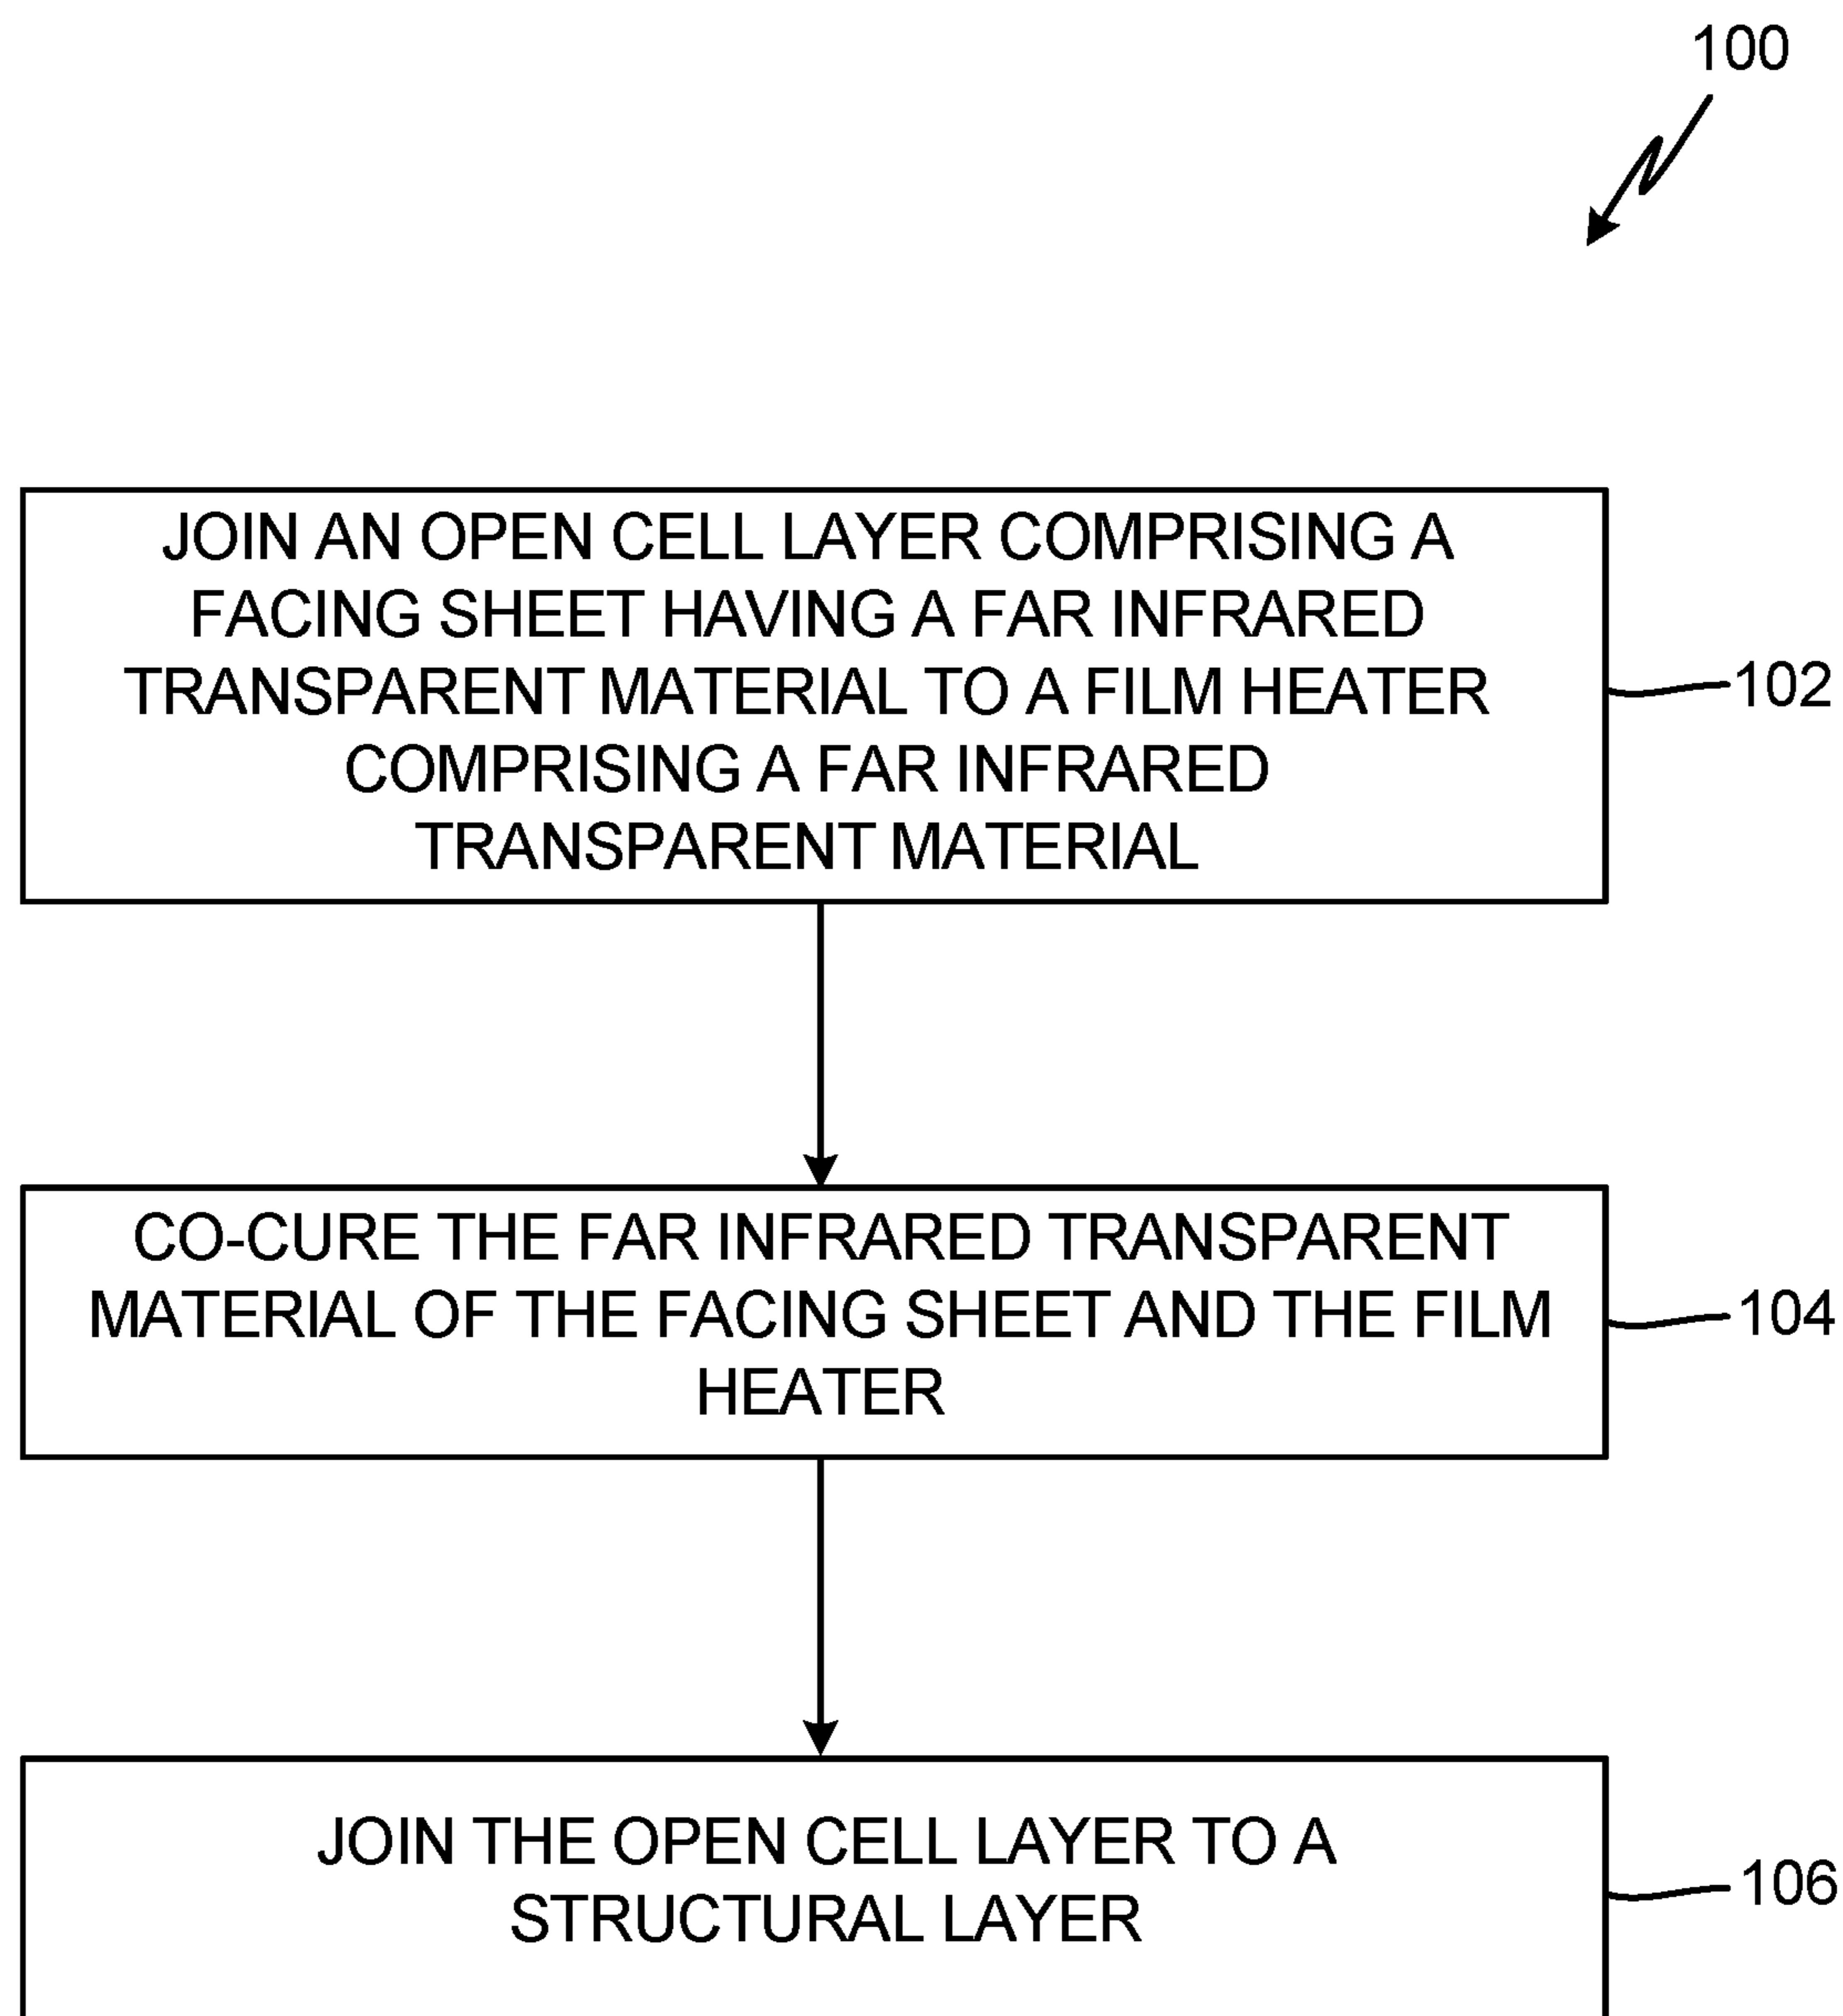 100
JOIN AN OPEN CELL LAYER COMPRISING A
FACING SHEET HAVING A FAR INFRARED
TRANSPARENT MATERIAL TO A FILM HEATER
COMPRISING A FAR INFRARED
TRANSPARENT MATERIAL
102
CO-CURE THE FAR INFRARED TRANSPARENT
MATERIAL OF THE FACING SHEET AND THE FILM
HEATER
104
JOIN THE OPEN CELL LAYER TO A
STRUCTURAL LAYER
106